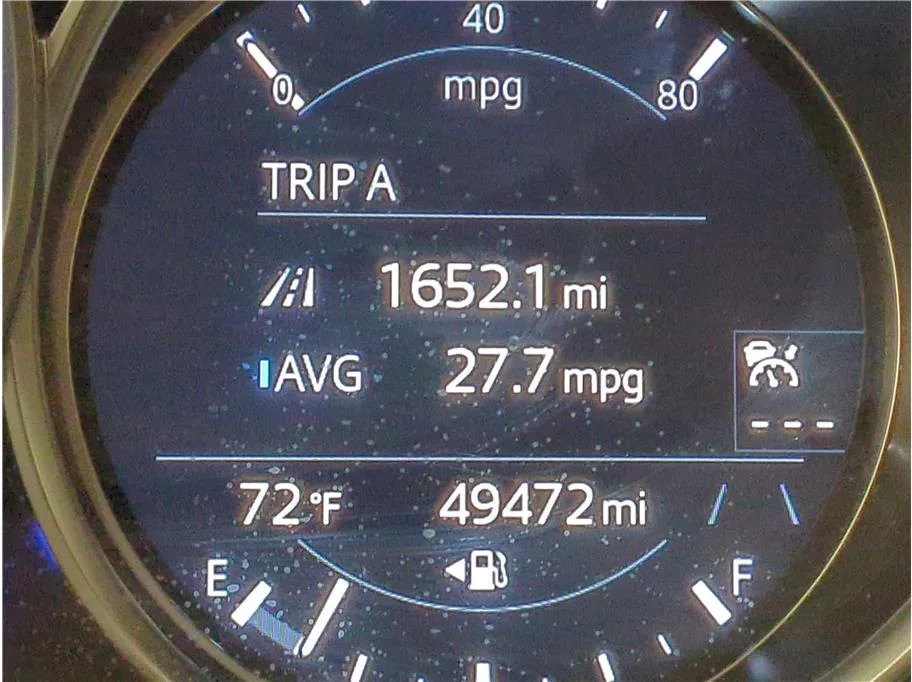 40
0 mpg 80
TRIP A
1652.1 mi
AVG 27.7 mpg
---
72°F 49472 mi
E F